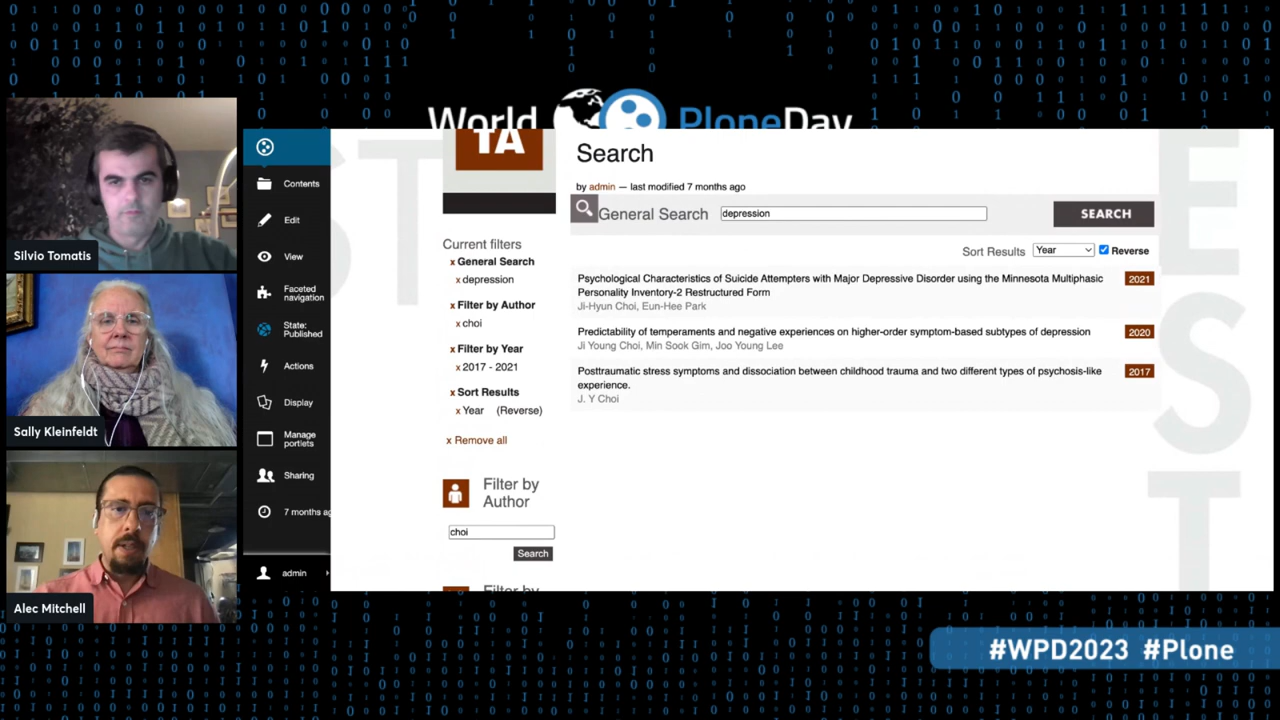 World PloneDay
Silvio Tomatis
Sally Kleinfeldt
Alec Mitchell
Contents
Edit
View
Faceted
navigation
State:
Published
Actions
Display
Manage
portlets
Sharing
7 months ag
admin
TA
Current filters
x General Search
x depression
x Filter by Author
x choi
x Filter by Year
x 2017 - 2021
x Sort Results
x Year (Reverse)
x Remove all
Filter by
Author
choi
Search
Filter by
Search
by admin — last modified 7 months ago
General Search depression SEARCH
Sort Results Year Reverse
Psychological Characteristics of Suicide Attempters with Major Depressive Disorder using the Minnesota Multiphasic 2021
Personality Inventory-2 Restructured Form
Ji-Hyun Choi, Eun-Hee Park
Predictability of temperaments and negative experiences on higher-order symptom-based subtypes of depression 2020
Ji Young Choi, Min Sook Gim, Joo Young Lee
Posttraumatic stress symptoms and dissociation between childhood trauma and two different types of psychosis-like 2017
experience.
J. Y Choi
#WPD2023 #Plone